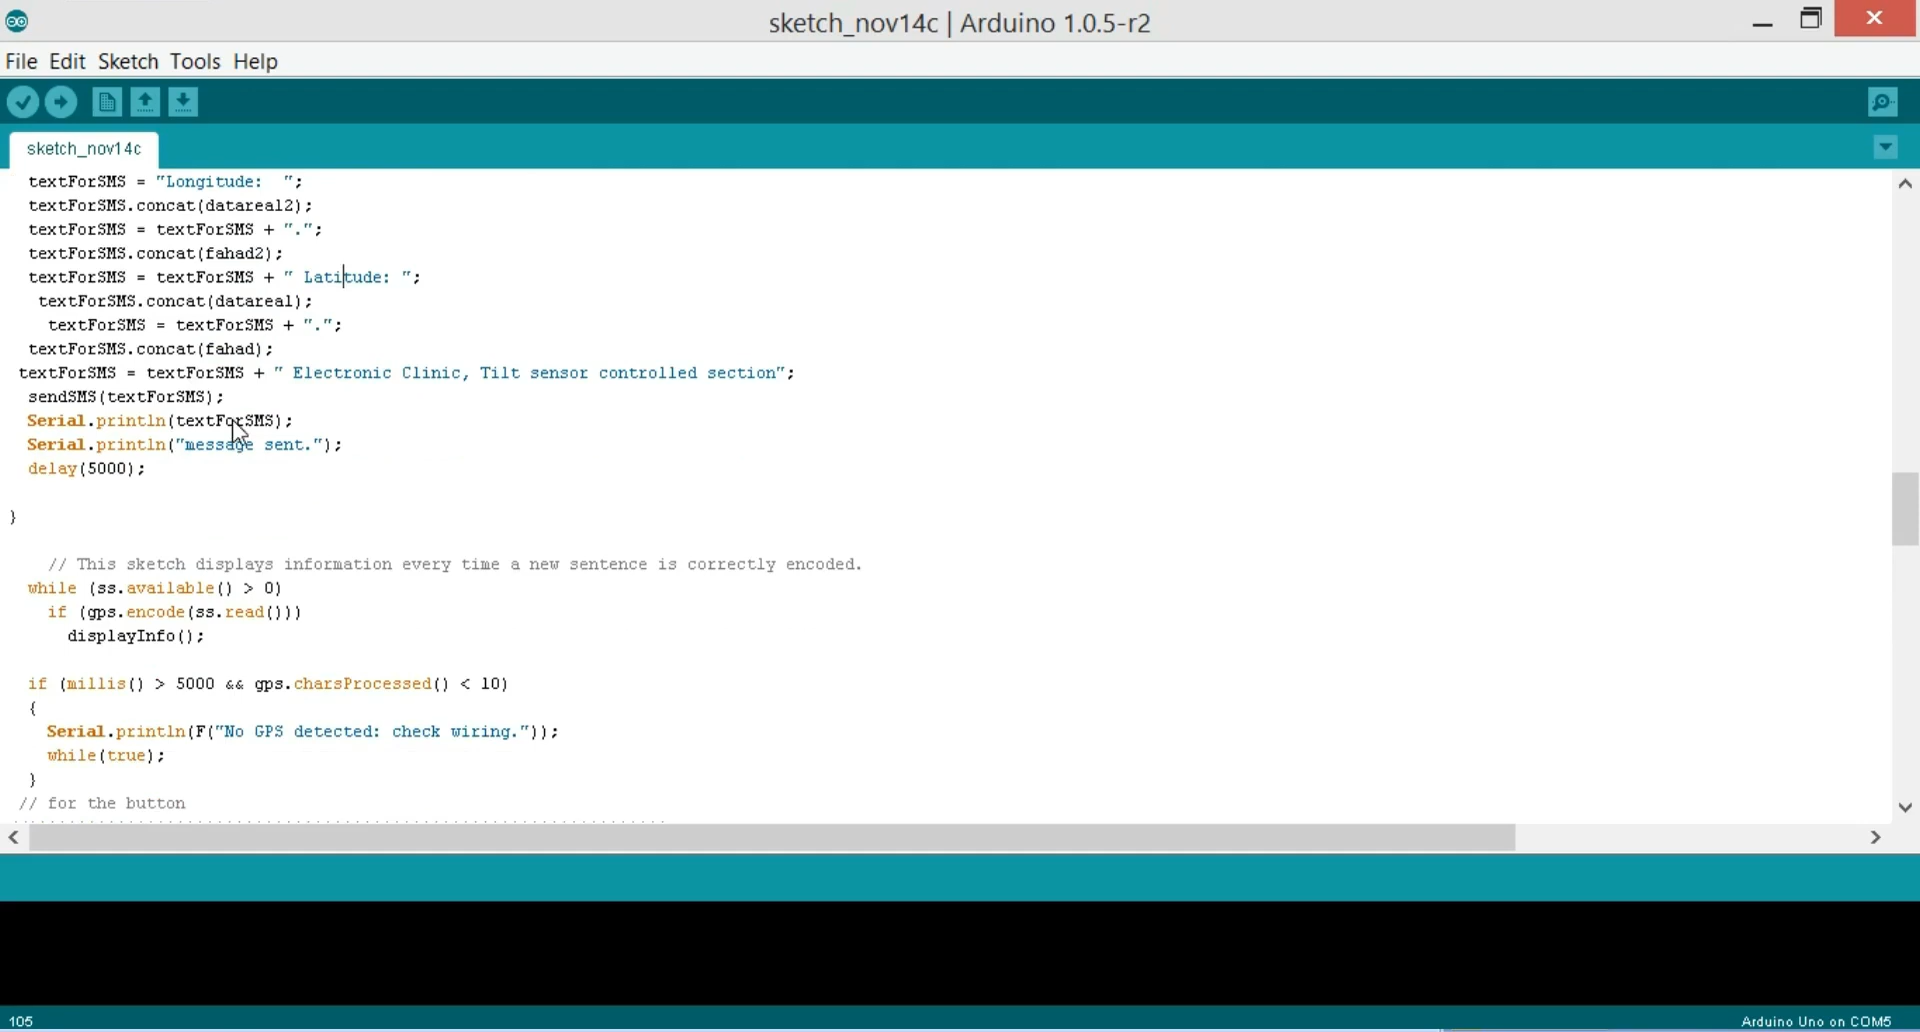 sketch_nov14c | Arduino 1.0.5-r2
File Edit Sketch Tools Help
sketch_nov14c
textForSMS = "Longitude:  ";
textForSMS.concat(datareal2);
textForSMS = textForSMS + ".";
textForSMS.concat(fahad2);
textForSMS = textForSMS + " Latitude: ";
textForSMS.concat(datareal);
textForSMS = textForSMS + ".";
textForSMS.concat(fahad);
textForSMS = textForSMS + " Electronic Clinic, Tilt sensor controlled section";
sendSMS(textForSMS);
Serial.println(textForSMS);
Serial.println("message sent.");
delay(5000);
}
// This sketch displays information every time a new sentence is correctly encoded.
while (ss.available() > 0)
if (gps.encode(ss.read()))
displayInfo();
if (millis() > 5000 && gps.charsProcessed() < 10)
{
Serial.println(F("No GPS detected: check wiring."));
while(true);
}
// for the button
105
Arduino Uno on COM5